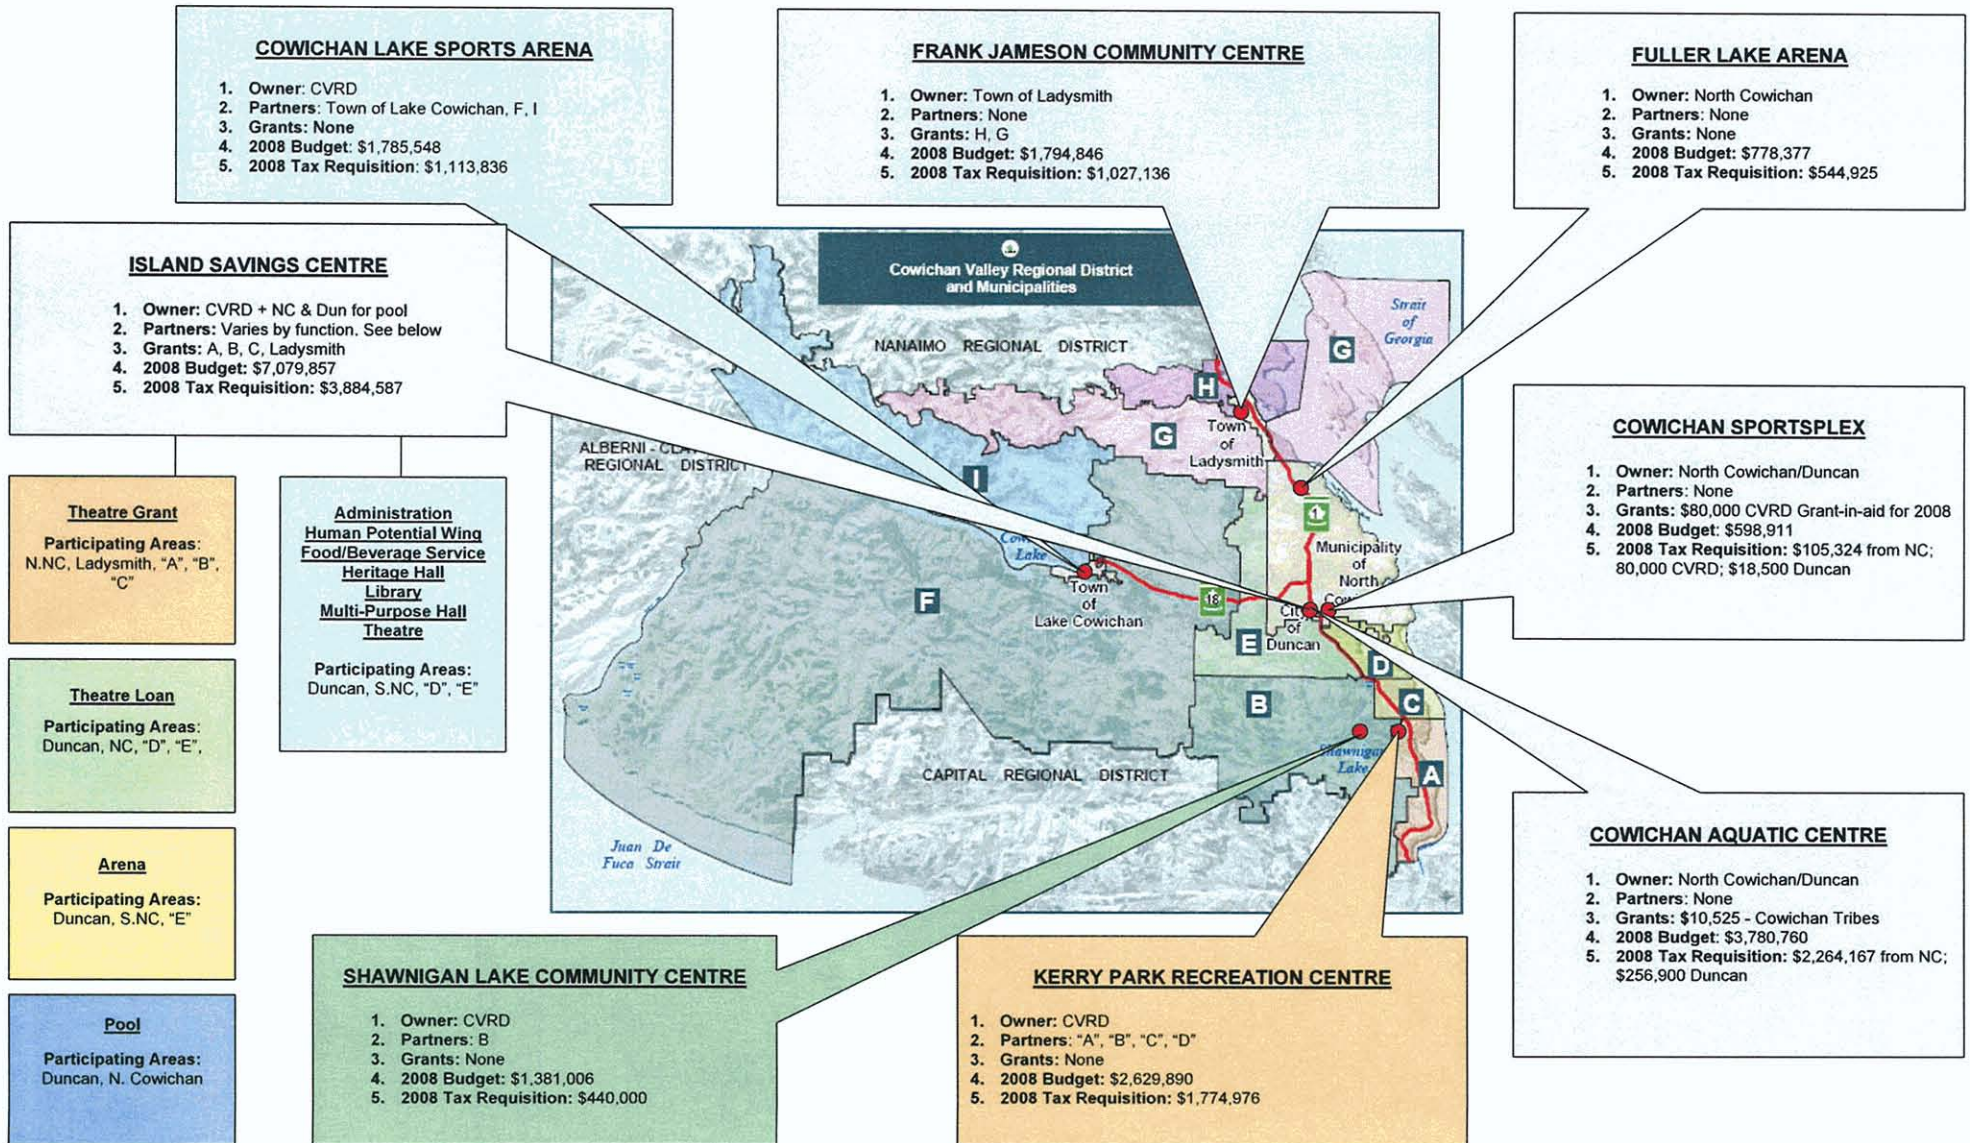 COWICHAN LAKE SPORTS ARENA
1. Owner: CVRD
2. Partners: Town of Lake Cowichan, F, I
3. Grants: None
4. 2008 Budget: $1,785,548
5. 2008 Tax Requisition: $1,113,836
FRANK JAMESON COMMUNITY CENTRE
1. Owner: Town of Ladysmith
2. Partners: None
3. Grants: H, G
4. 2008 Budget: $1,794,846
5. 2008 Tax Requisition: $1,027,136
FULLER LAKE ARENA
1. Owner: North Cowichan
2. Partners: None
3. Grants: None
4. 2008 Budget: $778,377
5. 2008 Tax Requisition: $544,925
ISLAND SAVINGS CENTRE
1. Owner: CVRD + NC & Dun for pool
2. Partners: Varies by function. See below
3. Grants: A, B, C, Ladysmith
4. 2008 Budget: $7,079,857
5. 2008 Tax Requisition: $3,884,587
Theatre Grant
Participating Areas:
N.NC, Ladysmith, "A", "B",
"C"
Administration
Human Potential Wing
Food/Beverage Service
Heritage Hall
Library
Multi-Purpose Hall
Theatre
Participating Areas:
Duncan, S.NC, "D", "E"
Theatre Loan
Participating Areas:
Duncan, NC, "D", "E",
Arena
Participating Areas:
Duncan, S.NC, "E"
Pool
Participating Areas:
Duncan, N. Cowichan
Cowichan Valley Regional District
and Municipalities
NANAIMO REGIONAL DISTRICT
Strait
of
Georgia
G
H
G
Town
of
Ladysmith
ALBERNI -
REGIONAL DISTRICT
I
1
Lake
Municipality
of
North
Town
of
Lake Cowichan
F
18
of
Duncan
E
D
B
C
Lake
A
CAPITAL REGIONAL DISTRICT
Juan De
Fuca Strait
COWICHAN SPORTSPLEX
1. Owner: North Cowichan/Duncan
2. Partners: None
3. Grants: $80,000 CVRD Grant-in-aid for 2008
4. 2008 Budget: $598,911
5. 2008 Tax Requisition: $105,324 from NC;
80,000 CVRD; $18,500 Duncan
COWICHAN AQUATIC CENTRE
1. Owner: North Cowichan/Duncan
2. Partners: None
3. Grants: $10,525 - Cowichan Tribes
4. 2008 Budget: $3,780,760
5. 2008 Tax Requisition: $2,264,167 from NC;
$256,900 Duncan
SHAWNIGAN LAKE COMMUNITY CENTRE
1. Owner: CVRD
2. Partners: B
3. Grants: None
4. 2008 Budget: $1,381,006
5. 2008 Tax Requisition: $440,000
KERRY PARK RECREATION CENTRE
1. Owner: CVRD
2. Partners: "A", "B", "C", "D"
3. Grants: None
4. 2008 Budget: $2,629,890
5. 2008 Tax Requisition: $1,774,976